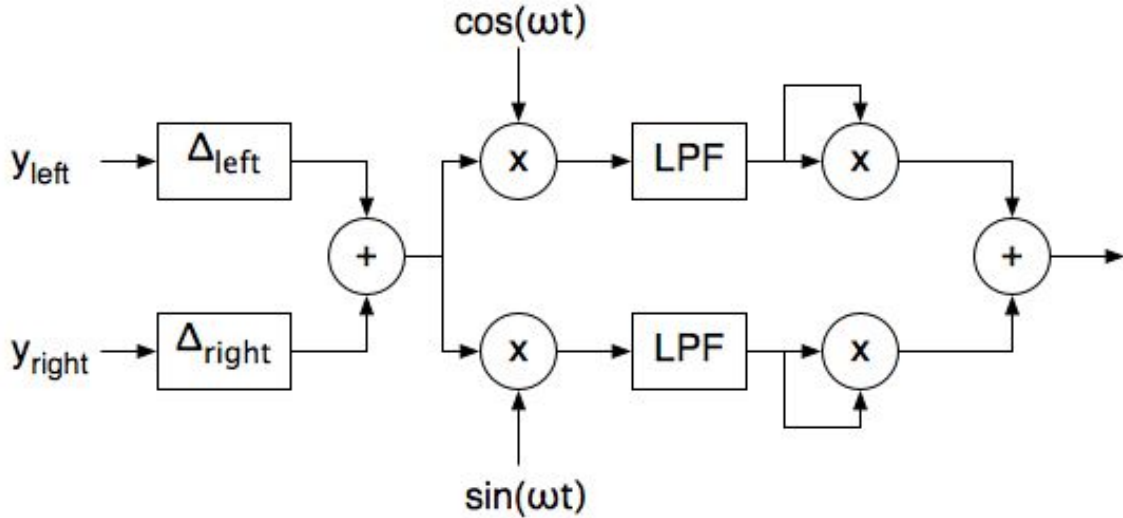 cos(ωt)
y_left
Δ_left
x
LPF
x
+
+
y_right
Δ_right
x
LPF
x
sin(ωt)